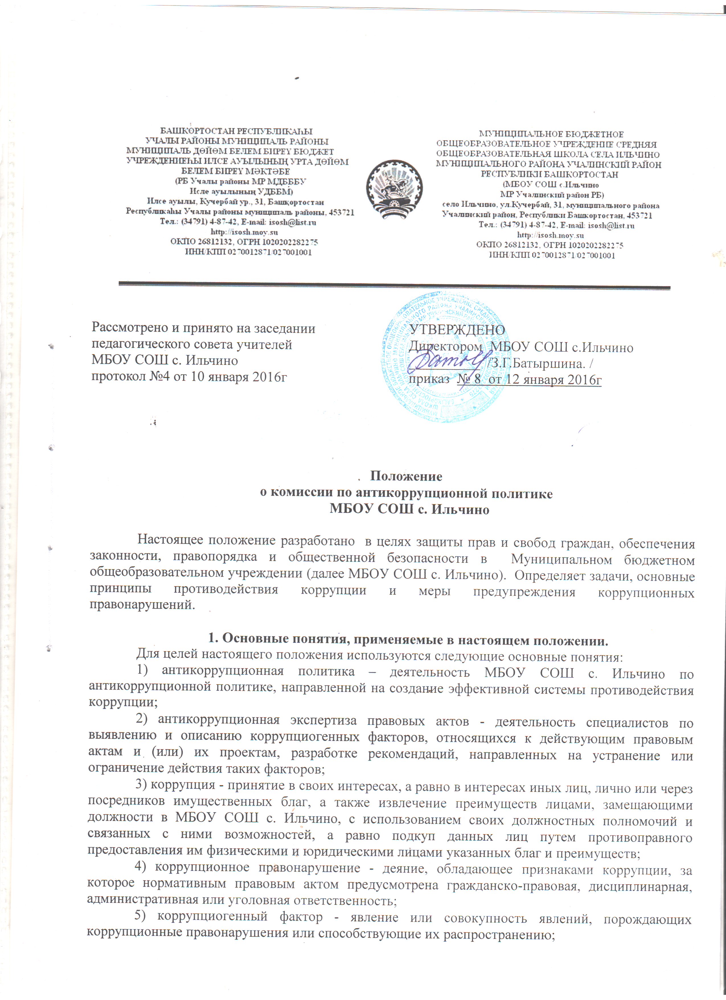 БАШКОРТОСТАН РЕСПУБЛИКАҺЫ
УЧАЛЫ РАЙОНЫ МУНИЦИПАЛЬ РАЙОНЫ
МУНИЦИПАЛЬ ДӨЙӨМ БЕЛЕМ БИРЕҮ БЮДЖЕТ
УЧРЕЖДЕНИЕҺЫ ИЛСЕ АУЫЛЫНЫҢ УРТА ДӨЙӨМ
БЕЛЕМ БИРЕҮ МӘКТӘБЕ
(РБ Учалы районы МР МДБББУ
Исле ауылының УДББМ)
Илсе ауылы, Кучербай ур., 31, Башҡортостан
Республикаһы Учалы районы муниципаль районы, 453721
Тел.: (34791) 4-87-42, E-mail: isosh@list.ru
http://isosh.moy.su
ОКПО 26812132, ОГРН 1020202282275
ИНН/КПП 0270012871/027001001
МУНИЦИПАЛЬНОЕ БЮДЖЕТНОЕ
ОБЩЕОБРАЗОВАТЕЛЬНОЕ УЧРЕЖДЕНИЕ СРЕДНЯЯ
ОБЩЕОБРАЗОВАТЕЛЬНАЯ ШКОЛА СЕЛА ИЛЬЧИНО
МУНИЦИПАЛЬНОГО РАЙОНА УЧАЛИНСКИЙ РАЙОН
РЕСПУБЛИКИ БАШКОРТОСТАН
(МБОУ СОШ с.Ильчино
МР Учалинский район РБ)
село Ильчино, ул.Кучербай, 31, муниципального района
Учалинский район, Республики Башкортостан, 453721
Тел.: (34791) 4-87-42, E-mail: isosh@list.ru
http://isosh.moy.su
ОКПО 26812132, ОГРН 1020202282275
ИНН/КПП 0270012871/027001001
Рассмотрено и принято на заседании
педагогического совета учителей
МБОУ СОШ с. Ильчино
протокол №4 от 10 января 2016г
УТВЕРЖДЕНО
Директором МБОУ СОШ с.Ильчино
/З.Г.Батыршина. /
приказ № 8 от 12 января 2016г
Положение
о комиссии по антикоррупционной политике
МБОУ СОШ с. Ильчино
Настоящее положение разработано в целях защиты прав и свобод граждан, обеспечения
законности, правопорядка и общественной безопасности в Муниципальном бюджетном
общеобразовательном учреждении (далее МБОУ СОШ с. Ильчино). Определяет задачи, основные
принципы противодействия коррупции и меры предупреждения коррупционных
правонарушений.
1. Основные понятия, применяемые в настоящем положении.
Для целей настоящего положения используются следующие основные понятия:
1) антикоррупционная политика – деятельность МБОУ СОШ с. Ильчино по
антикоррупционной политике, направленной на создание эффективной системы противодействия
коррупции;
2) антикоррупционная экспертиза правовых актов - деятельность специалистов по
выявлению и описанию коррупциогенных факторов, относящихся к действующим правовым
актам и (или) их проектам, разработке рекомендаций, направленных на устранение или
ограничение действия таких факторов;
3) коррупция - принятие в своих интересах, а равно в интересах иных лиц, лично или через
посредников имущественных благ, а также извлечение преимуществ лицами, замещающими
должности в МБОУ СОШ с. Ильчино, с использованием своих должностных полномочий и
связанных с ними возможностей, а равно подкуп данных лиц путем противоправного
предоставления им физическими и юридическими лицами указанных благ и преимуществ;
4) коррупционное правонарушение - деяние, обладающее признаками коррупции, за
которое нормативным правовым актом предусмотрена гражданско-правовая, дисциплинарная,
административная или уголовная ответственность;
5) коррупциогенный фактор - явление или совокупность явлений, порождающих
коррупционные правонарушения или способствующие их распространению;